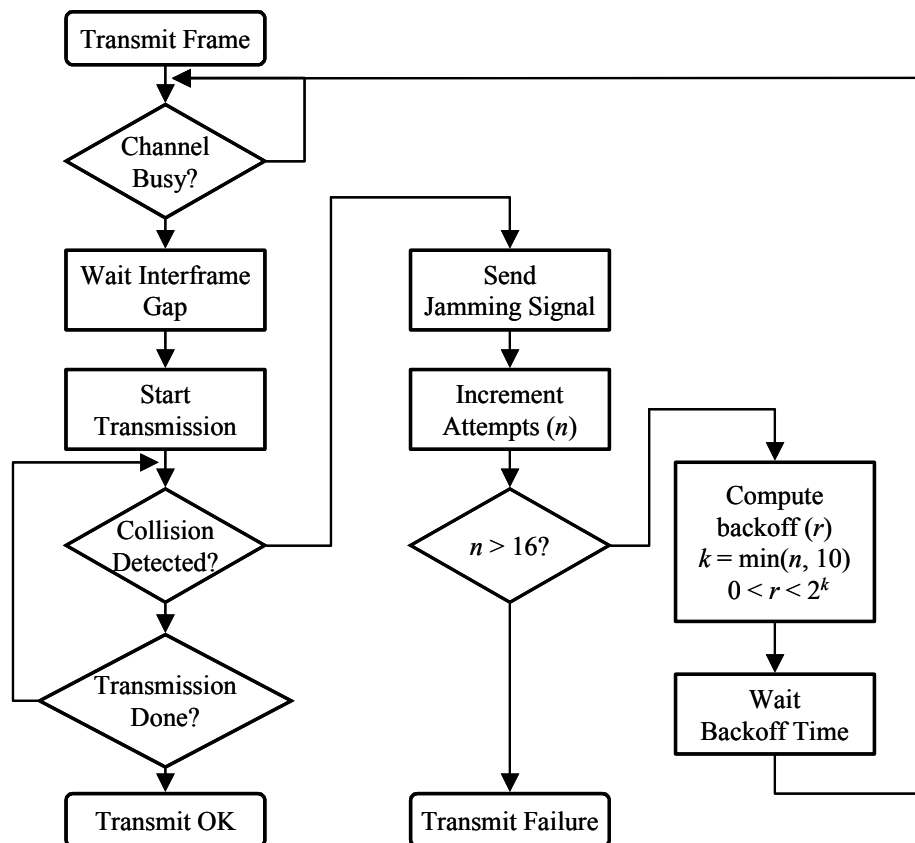 Transmit Frame
Channel
Busy?
Wait Interframe
Gap
Start
Transmission
Collision
Detected?
Transmission
Done?
Transmit OK
Send
Jamming Signal
Increment
Attempts (n)
n > 16?
Transmit Failure
Compute
backoff (r)
k = min(n, 10)
0 < r < 2^k
Wait
Backoff Time